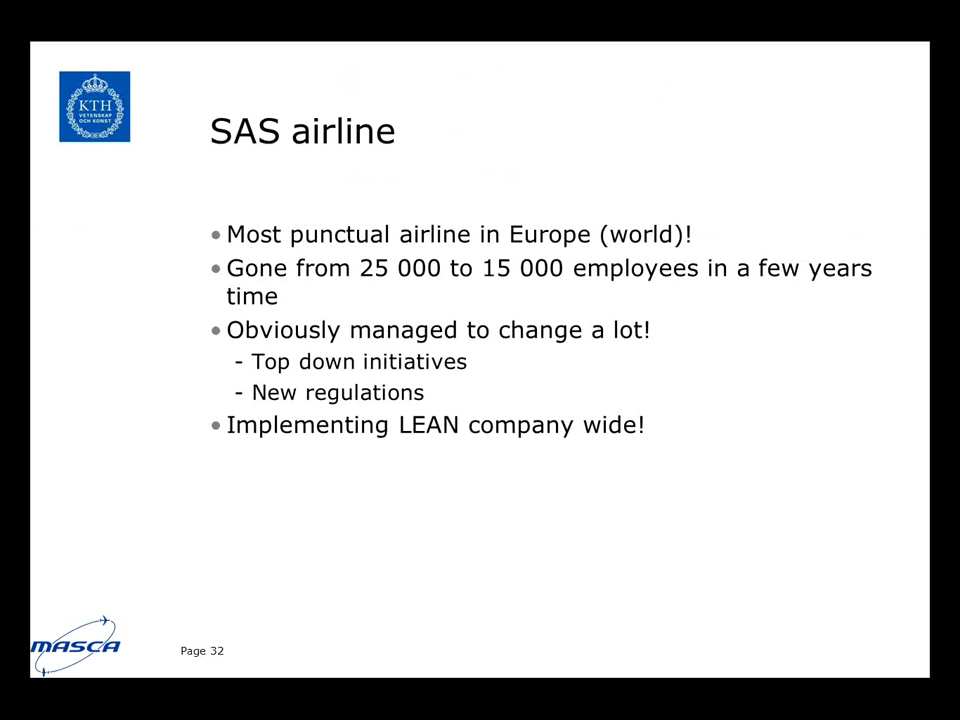 KTH
VETENSKAP
OCH KONST
SAS airline
• Most punctual airline in Europe (world)!
• Gone from 25 000 to 15 000 employees in a few years
time
• Obviously managed to change a lot!
- Top down initiatives
- New regulations
• Implementing LEAN company wide!
MASCA
Page 32